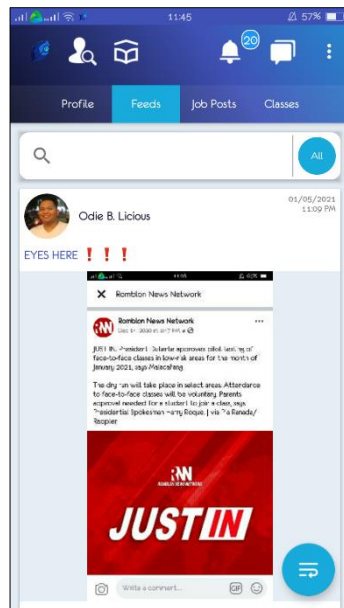 11:45
57%
20
Profile Feeds Job Posts Classes
All
Odie B. Licious
01/05/2021
11:09 PM
EYES HERE ❗ ❗ ❗
Romblon News Network
Romblon News Network
JUST IN: President Duterte approves pilot testing of
face-to-face classes in low-risk areas for the month of
January 2021, says Malacañang.
The dry run will take place in select areas. Attendance
to face-to-face classes will be voluntary. Parents
approval needed for a student to join a class, says
Presidential Spokesman Harry Roque. | via Pia Ranada/
Rappler
RNN
JUST IN
Write a comment...
GIF